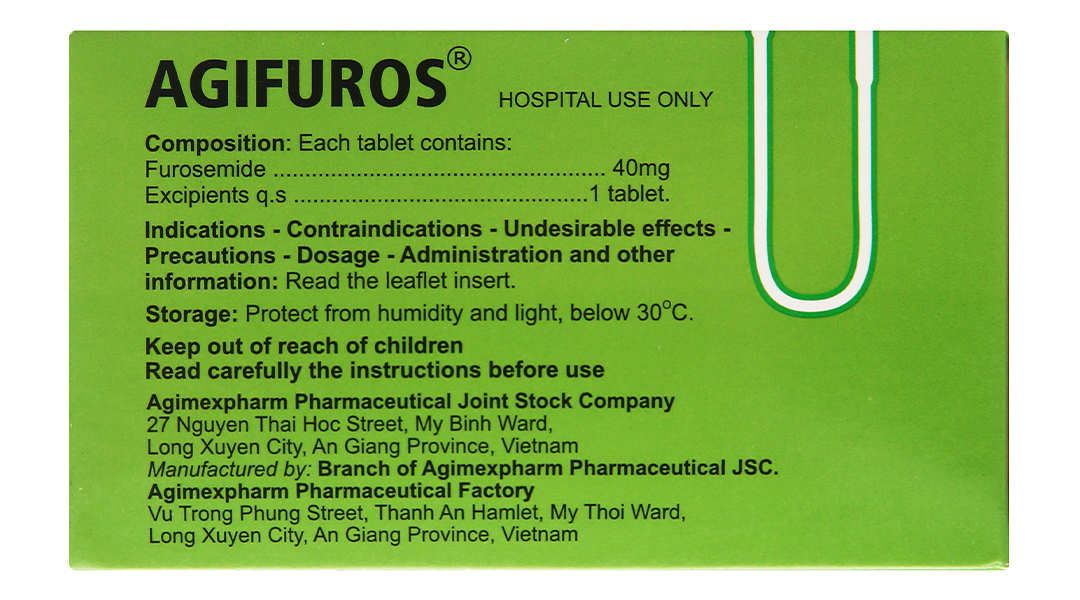 AGIFUROS®
HOSPITAL USE ONLY
Composition: Each tablet contains:
Furosemide .................................................... 40mg
Excipients q.s ..............................................1 tablet.
Indications - Contraindications - Undesirable effects -
Precautions - Dosage - Administration and other
information: Read the leaflet insert.
Storage: Protect from humidity and light, below 30°C.
Keep out of reach of children
Read carefully the instructions before use
Agimexpharm Pharmaceutical Joint Stock Company
27 Nguyen Thai Hoc Street, My Binh Ward,
Long Xuyen City, An Giang Province, Vietnam
Manufactured by: Branch of Agimexpharm Pharmaceutical JSC.
Agimexpharm Pharmaceutical Factory
Vu Trong Phung Street, Thanh An Hamlet, My Thoi Ward,
Long Xuyen City, An Giang Province, Vietnam